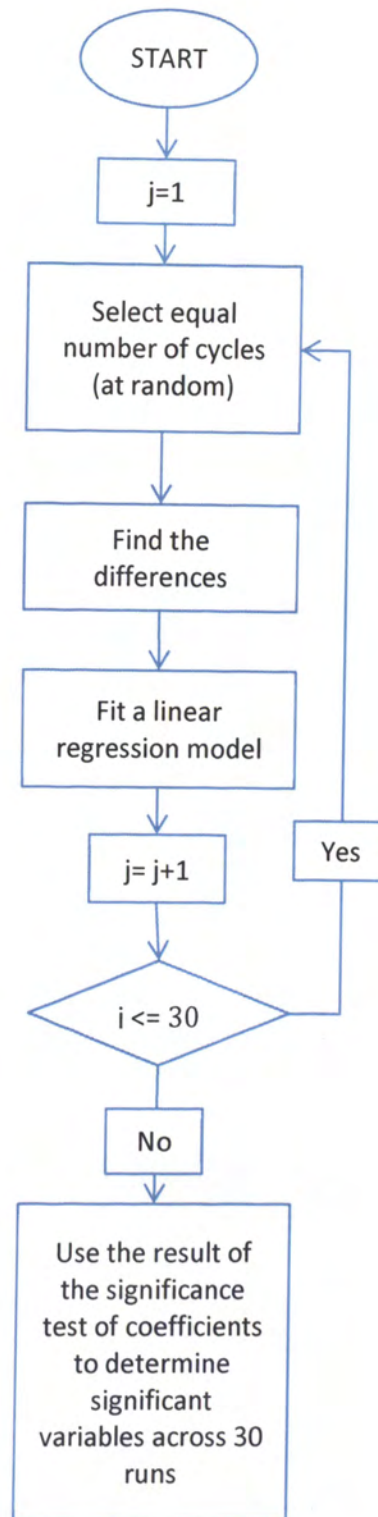 START
j=1
Select equal
number of cycles
(at random)
Find the
differences
Fit a linear
regression model
j= j+1
Yes
j <= 30
No
Use the result of
the significance
test of coefficients
to determine
significant
variables across 30
runs